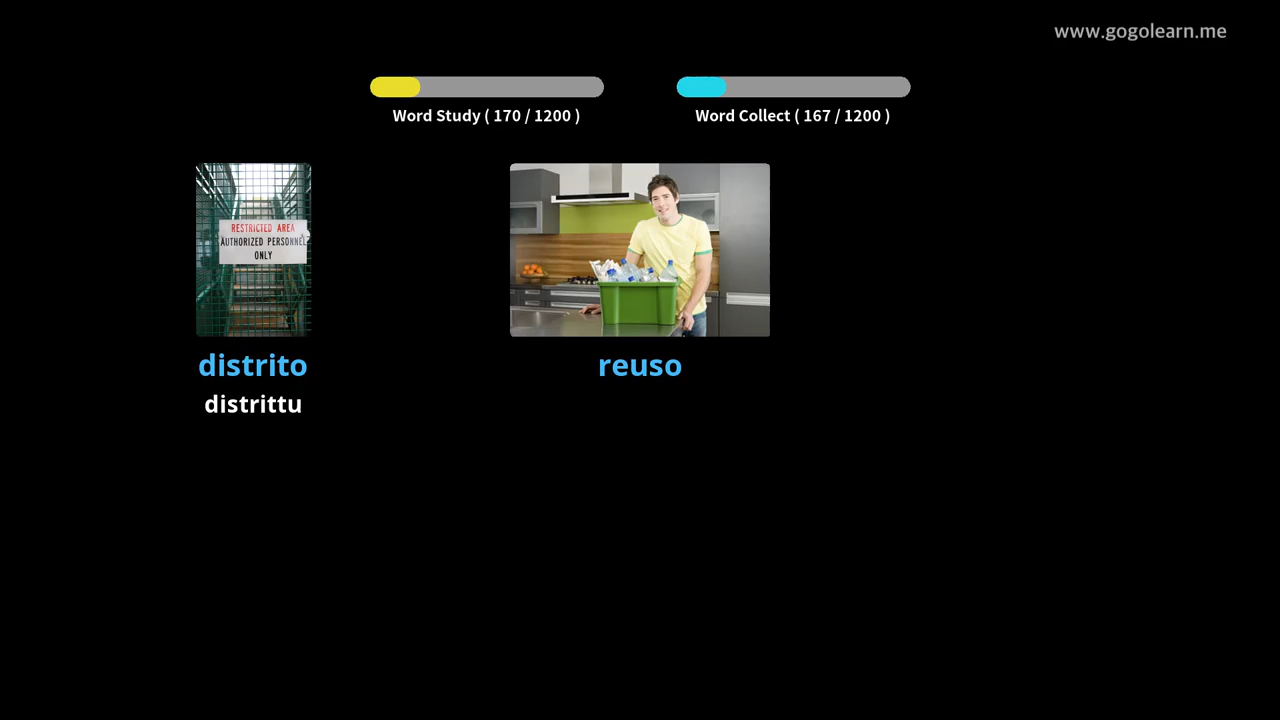 www.gogolearn.me
Word Study ( 170 / 1200 )
Word Collect ( 167 / 1200 )
RESTRICTED AREA
AUTHORIZED PERSONNEL
ONLY
distrito
reuso
distrittu